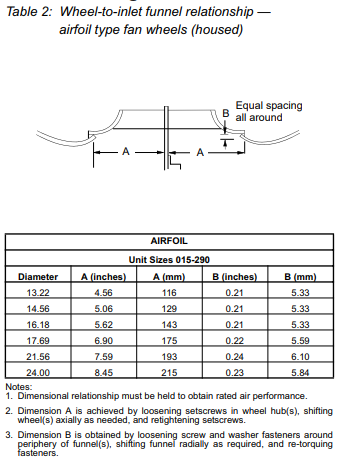 Table 2: Wheel-to-inlet funnel relationship —
airfoil type fan wheels (housed)
B Equal spacing
all around
A A
AIRFOIL
Unit Sizes 015-290
Diameter A (inches) A (mm) B (inches) B (mm)
13.22 4.56 116 0.21 5.33
14.56 5.06 129 0.21 5.33
16.18 5.62 143 0.21 5.33
17.69 6.90 175 0.22 5.59
21.56 7.59 193 0.24 6.10
24.00 8.45 215 0.23 5.84
Notes:
1. Dimensional relationship must be held to obtain rated air performance.
2. Dimension A is achieved by loosening setscrews in wheel hub(s), shifting
wheel(s) axially as needed, and retightening setscrews.
3. Dimension B is obtained by loosening screw and washer fasteners around
periphery of funnel(s), shifting funnel radially as required, and re-torquing
fasteners.